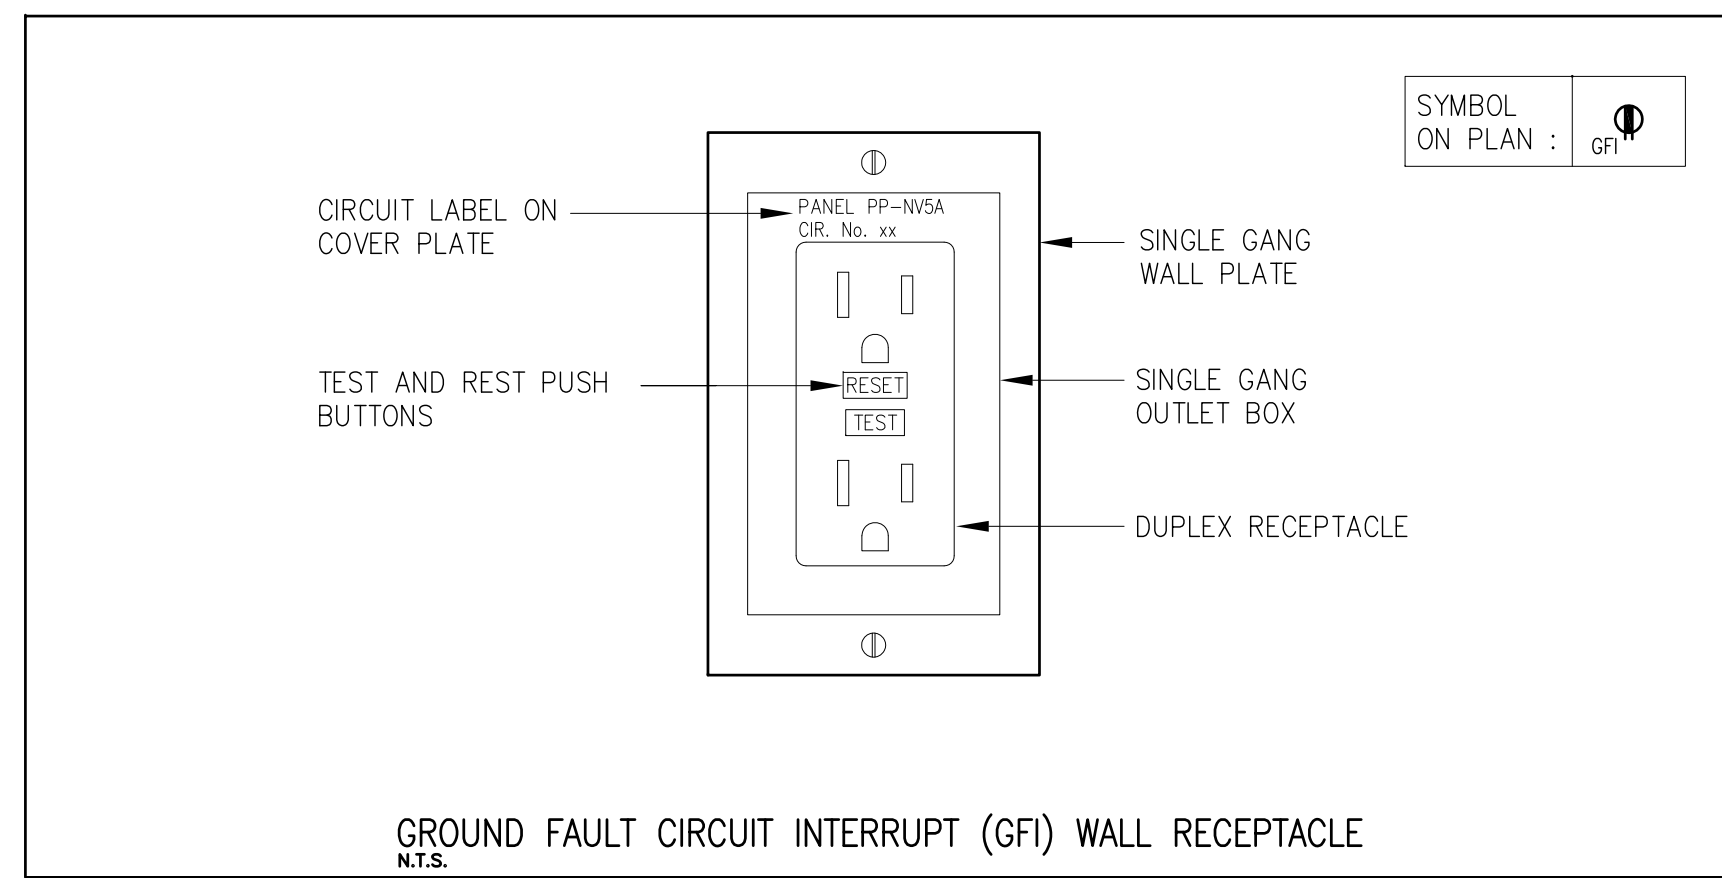 SYMBOL
ON PLAN :
GFI
CIRCUIT LABEL ON
COVER PLATE
PANEL PP-NV5A
CIR. No. xx
SINGLE GANG
WALL PLATE
TEST AND REST PUSH
BUTTONS
RESET
TEST
SINGLE GANG
OUTLET BOX
DUPLEX RECEPTACLE
GROUND FAULT CIRCUIT INTERRUPT (GFI) WALL RECEPTACLE
N.T.S.